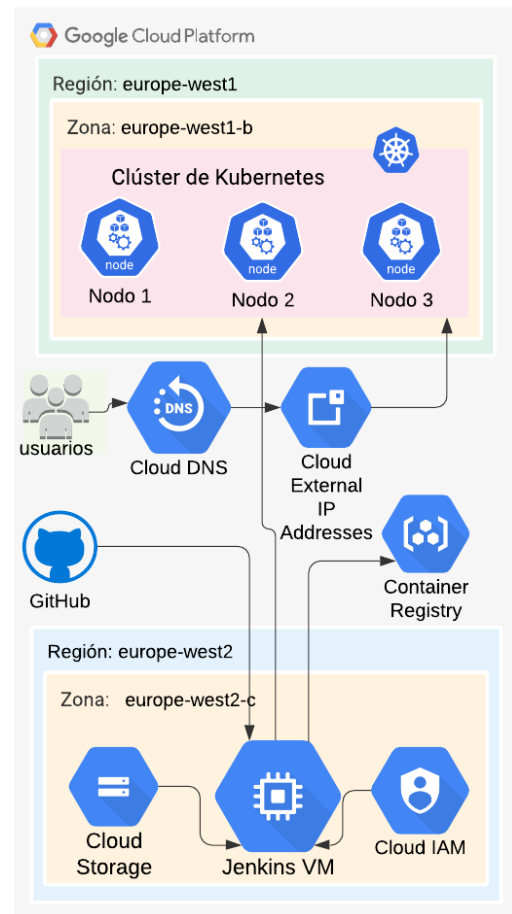 Google Cloud Platform
Región: europe-west1
Zona: europe-west1-b
Clúster de Kubernetes
node
node
node
Nodo 1
Nodo 2
Nodo 3
DNS
usuarios
Cloud DNS
Cloud
External
IP
Addresses
GitHub
Container
Registry
Región: europe-west2
Zona: europe-west2-c
Cloud
Storage
Jenkins VM
Cloud IAM